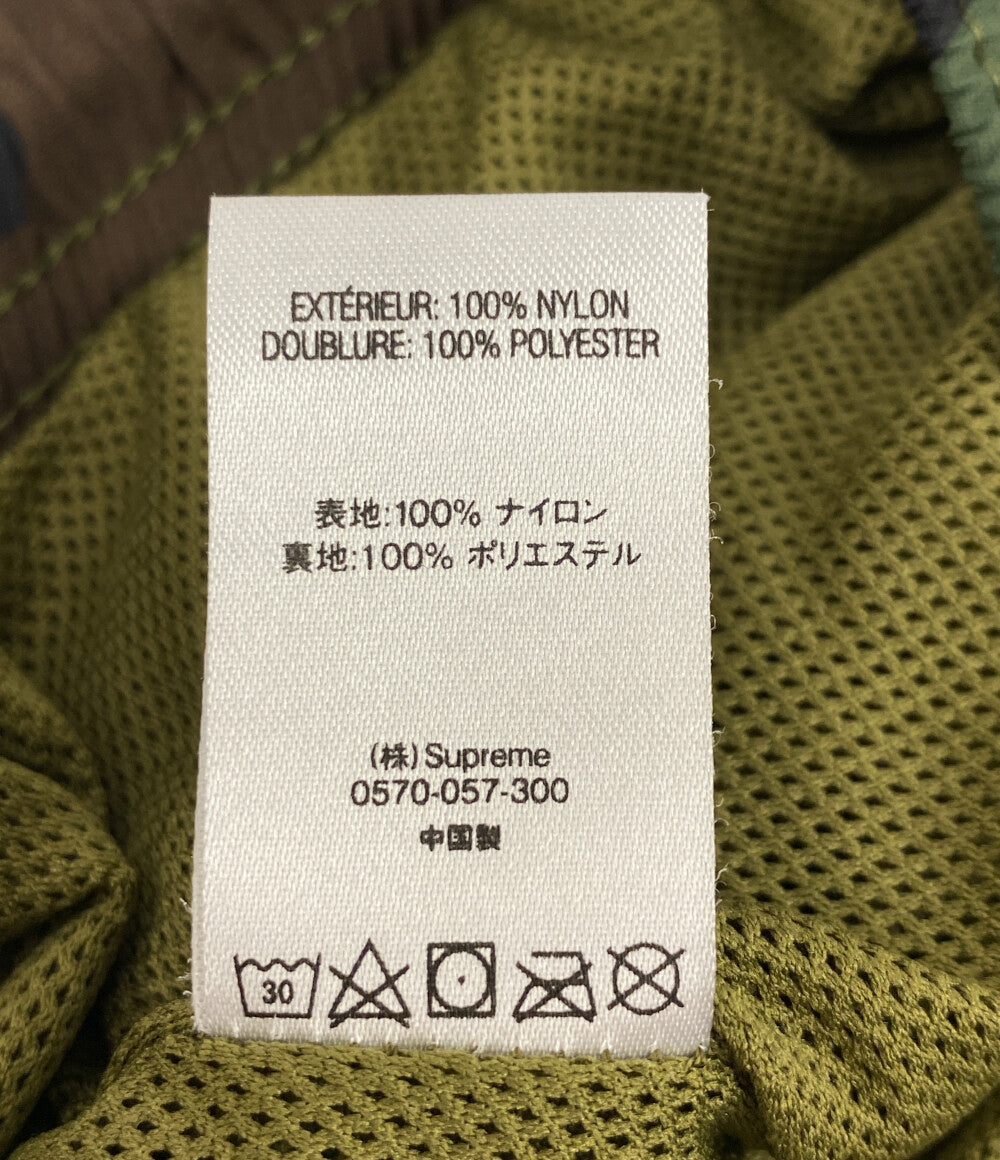 EXTÉRIEUR: 100% NYLON
DOUBLURE: 100% POLYESTER
表地:100% ナイロン
裏地:100% ポリエステル
(株)Supreme
0570-057-300
中国製
30